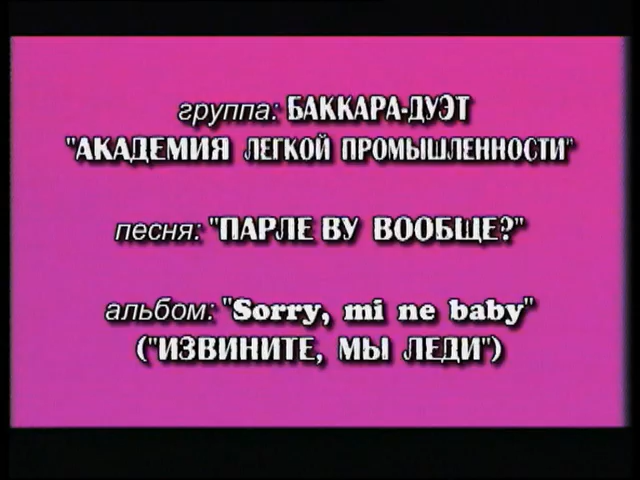 группа: БАККАРА-ДУЭТ
"АКАДЕМИЯ ЛЕГКОЙ ПРОМЫШЛЕННОСТИ"
песня: "ПАРЛЕ ВУ ВООБЩЕ?"
альбом: "Sorry, mi ne baby"
("ИЗВИНИТЕ, МЫ ЛЕДИ")